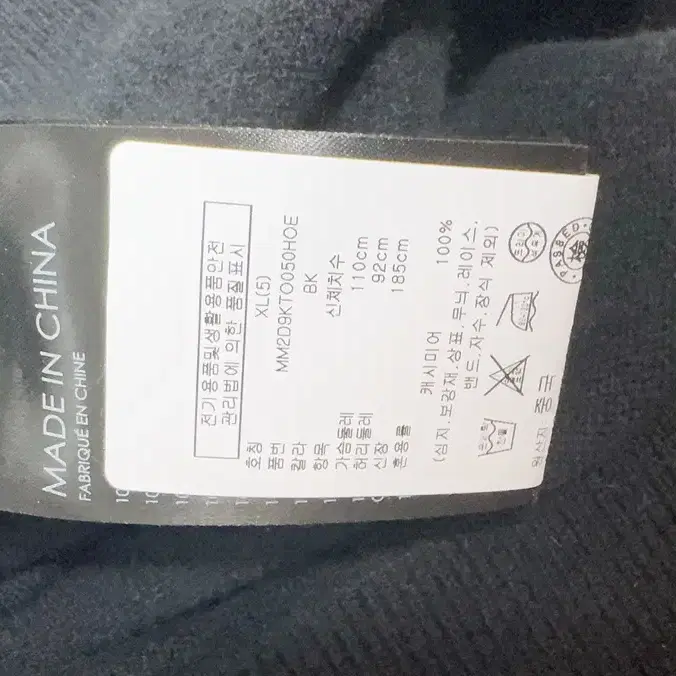 MADE IN CHINA
FABRIQUÉ EN CHINE
전기용품및생활용품안전
관리법에 의한 품질표시
호칭 XL(5)
품번 MM2D9KTO050HOE
칼라 BK
항목 신체치수
가슴둘레 110cm
허리둘레 92cm
신장 185cm
혼용률
캐시미어 100%
(심지.보강재.상표.무늬.레이스.
밴드.자수.장식 제외)
원산지 중국
PASSED